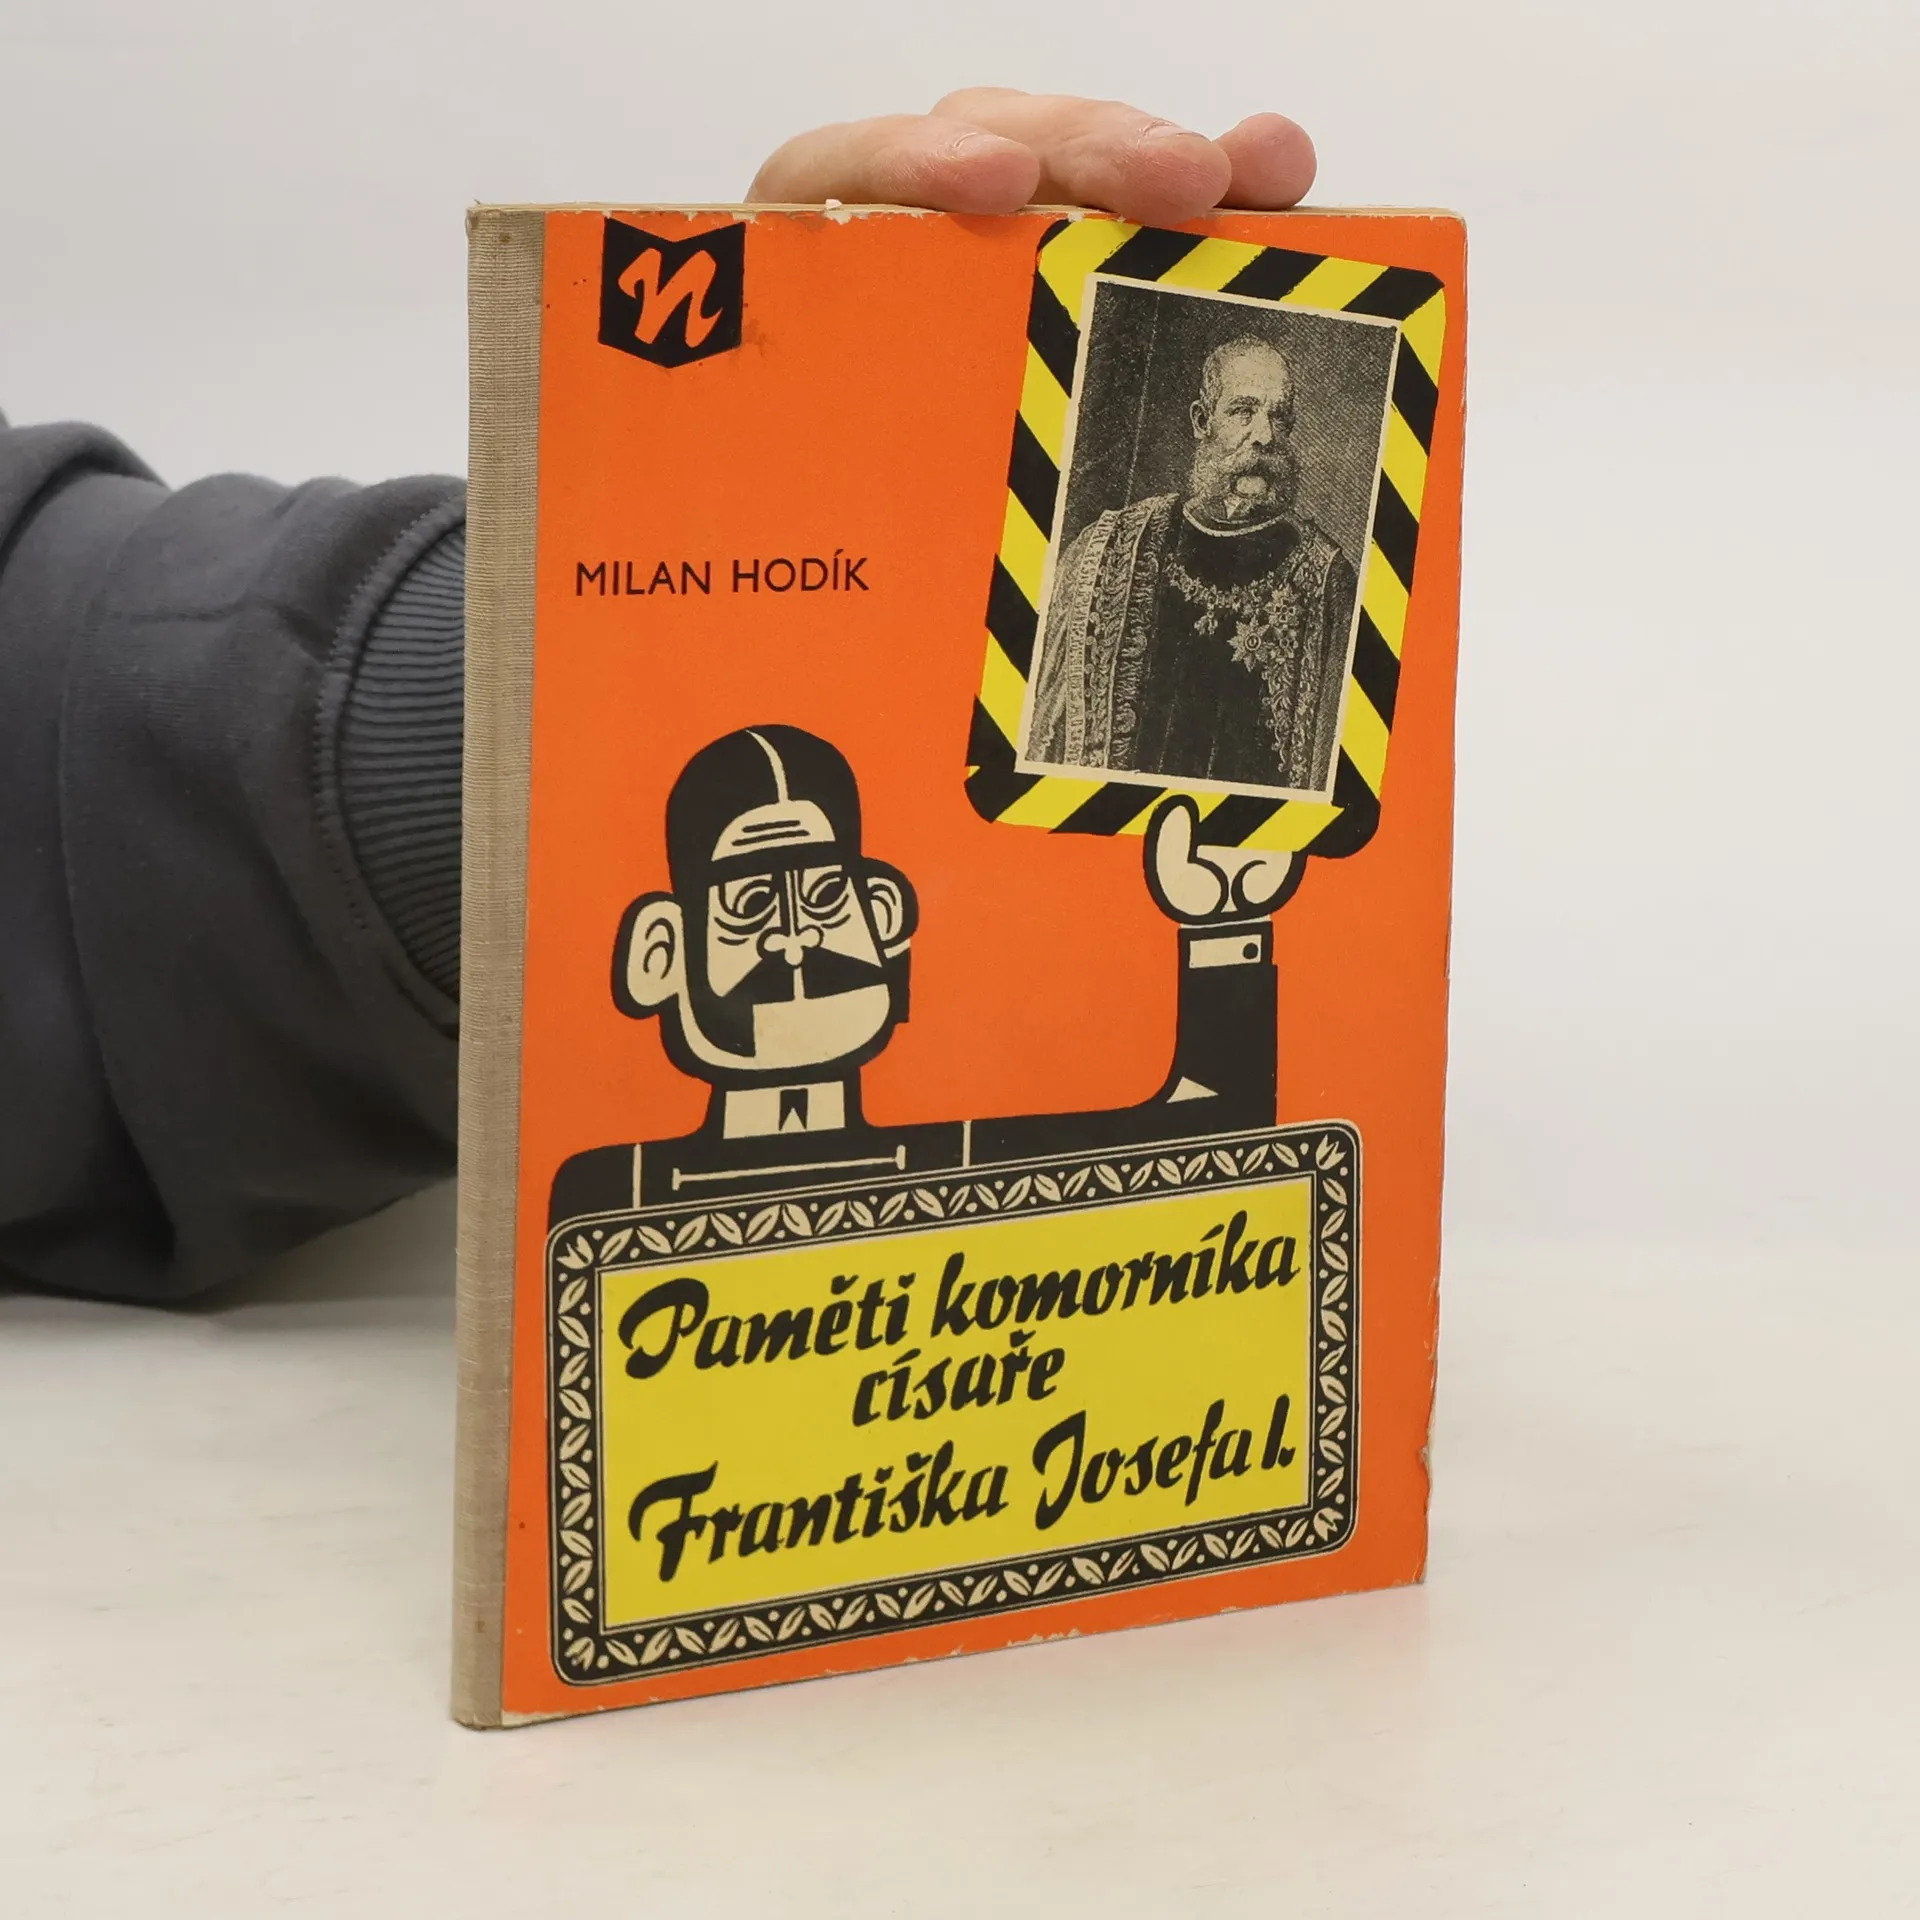 n
MILAN HODÍK
Paměti komorníka
císaře
Františka Josefa I.